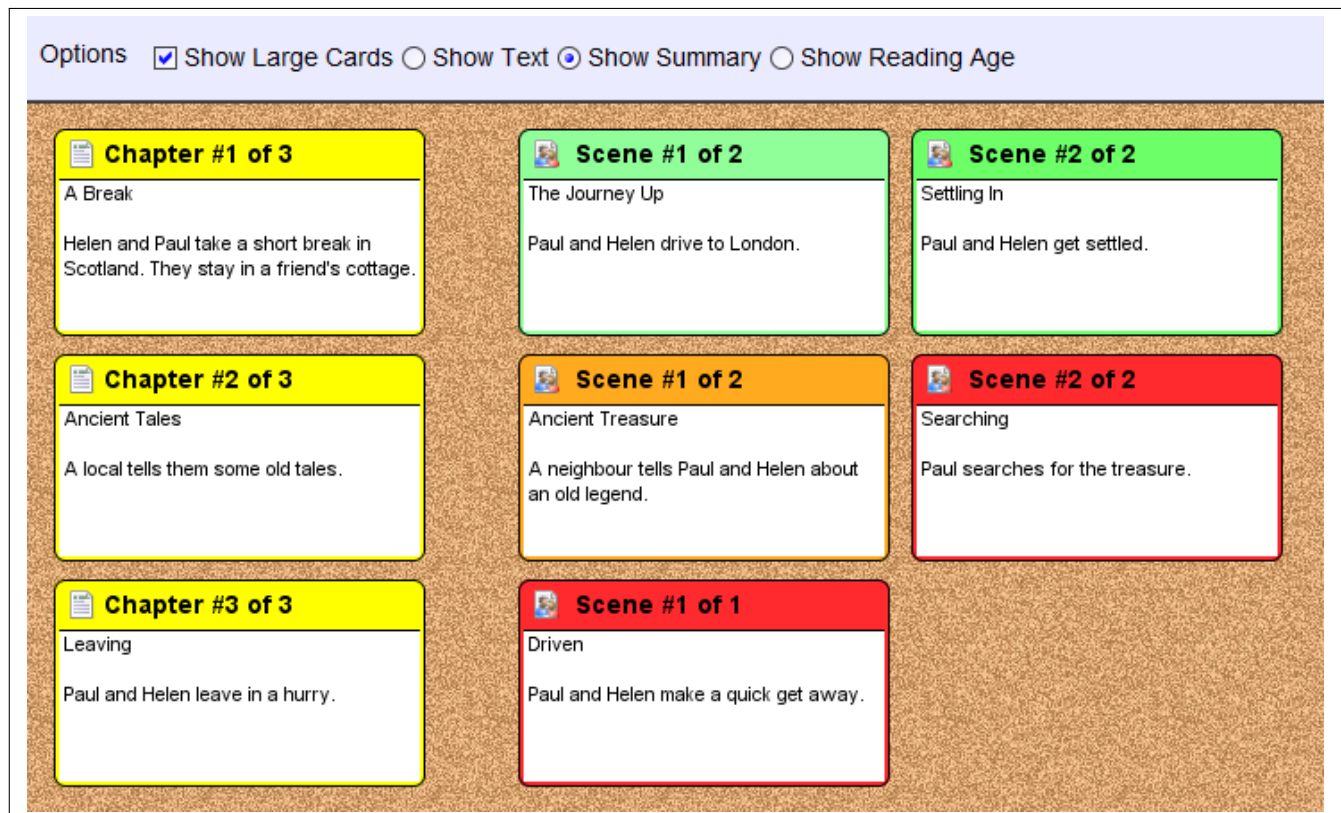 Options Show Large Cards Show Text Show Summary Show Reading Age
Chapter #1 of 3
A Break
Helen and Paul take a short break in
Scotland. They stay in a friend's cottage.
Scene #1 of 2
The Journey Up
Paul and Helen drive to London.
Scene #2 of 2
Settling In
Paul and Helen get settled.
Chapter #2 of 3
Ancient Tales
A local tells them some old tales.
Scene #1 of 2
Ancient Treasure
A neighbour tells Paul and Helen about
an old legend.
Scene #2 of 2
Searching
Paul searches for the treasure.
Chapter #3 of 3
Leaving
Paul and Helen leave in a hurry.
Scene #1 of 1
Driven
Paul and Helen make a quick get away.